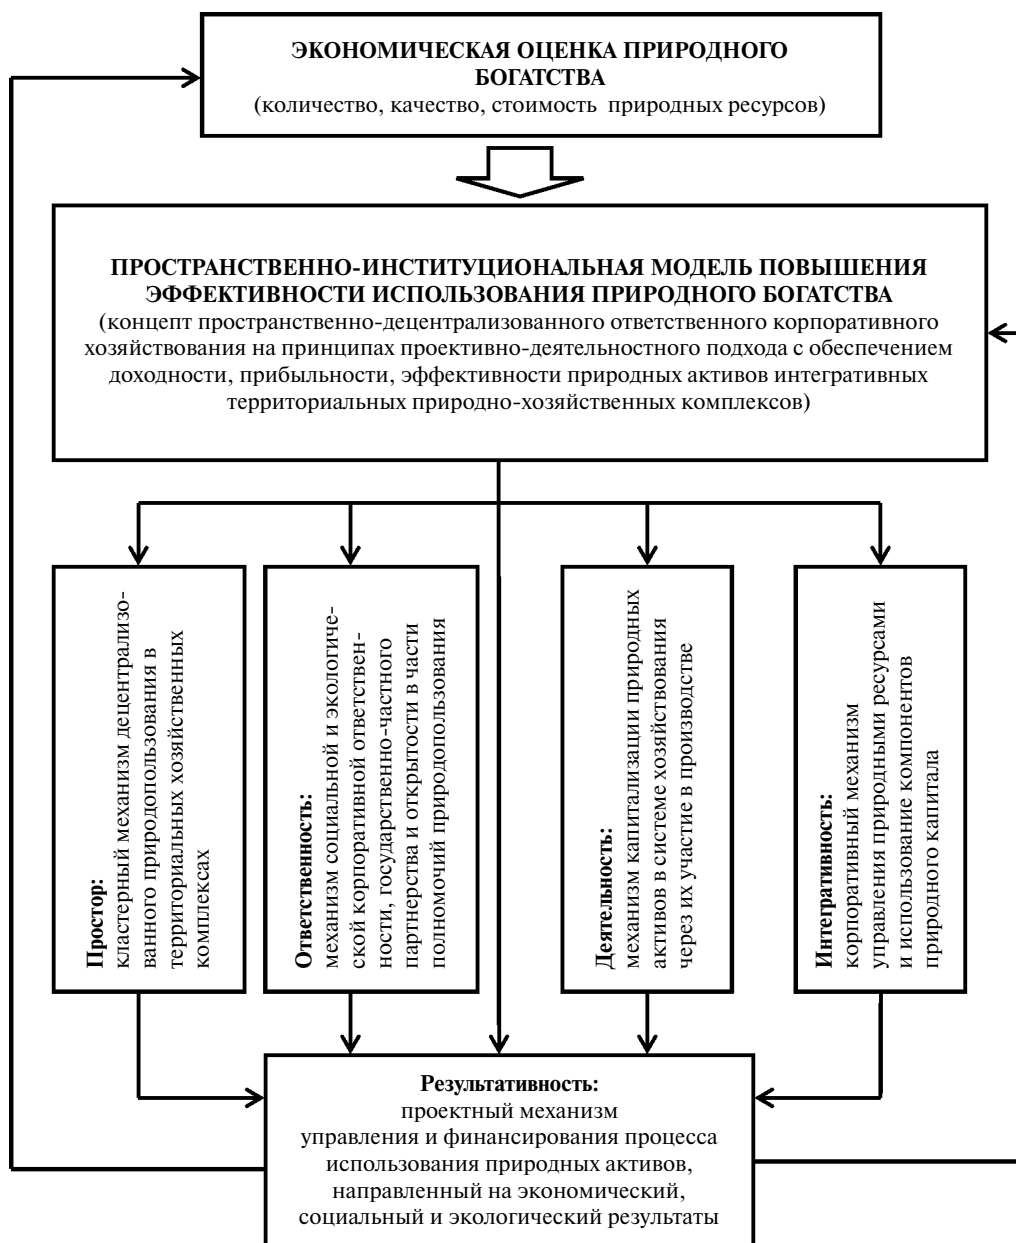 ЭКОНОМИЧЕСКАЯ ОЦЕНКА ПРИРОДНОГО
БОГАТСТВА
(количество, качество, стоимость природных ресурсов)
ПРОСТРАНСТВЕННО-ИНСТИТУЦИОНАЛЬНАЯ МОДЕЛЬ ПОВЫШЕНИЯ
ЭФФЕКТИВНОСТИ ИСПОЛЬЗОВАНИЯ ПРИРОДНОГО БОГАТСТВА
(концепт пространственно-децентрализованного ответственного корпоративного
хозяйствования на принципах проективно-деятельностного подхода с обеспечением
доходности, прибыльности, эффективности природных активов интегративных
территориальных природно-хозяйственных комплексов)
Простор:
кластерный механизм децентрализо-
ванного природопользования в
территориальных хозяйственных
комплексах
Ответственность:
механизм социальной и экологиче-
ской корпоративной ответствен-
ности, государственно-частного
партнерства и открытости в части
полномочий природопользования
Деятельность:
механизм капитализации природных
активов в системе хозяйствования
через их участие в производстве
Интегративность:
корпоративный механизм
управления природными ресурсами
и использование компонентов
природного капитала
Результативность:
проектный механизм
управления и финансирования процесса
использования природных активов,
направленный на экономический,
социальный и экологический результаты